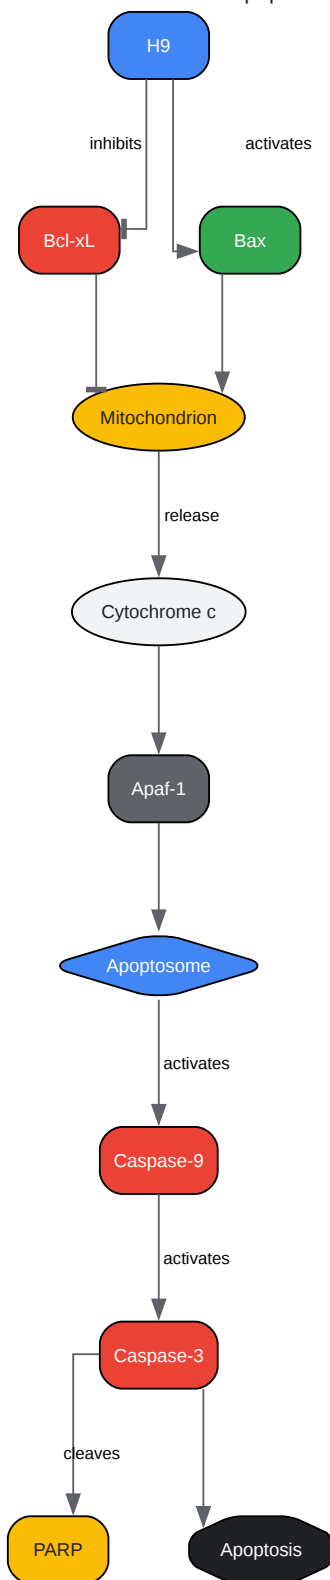 H9
inhibits
activates
Bcl-xL
Bax
Mitochondrion
release
Cytochrome c
Apaf-1
Apoptosome
activates
Caspase-9
activates
Caspase-3
cleaves
PARP
Apoptosis